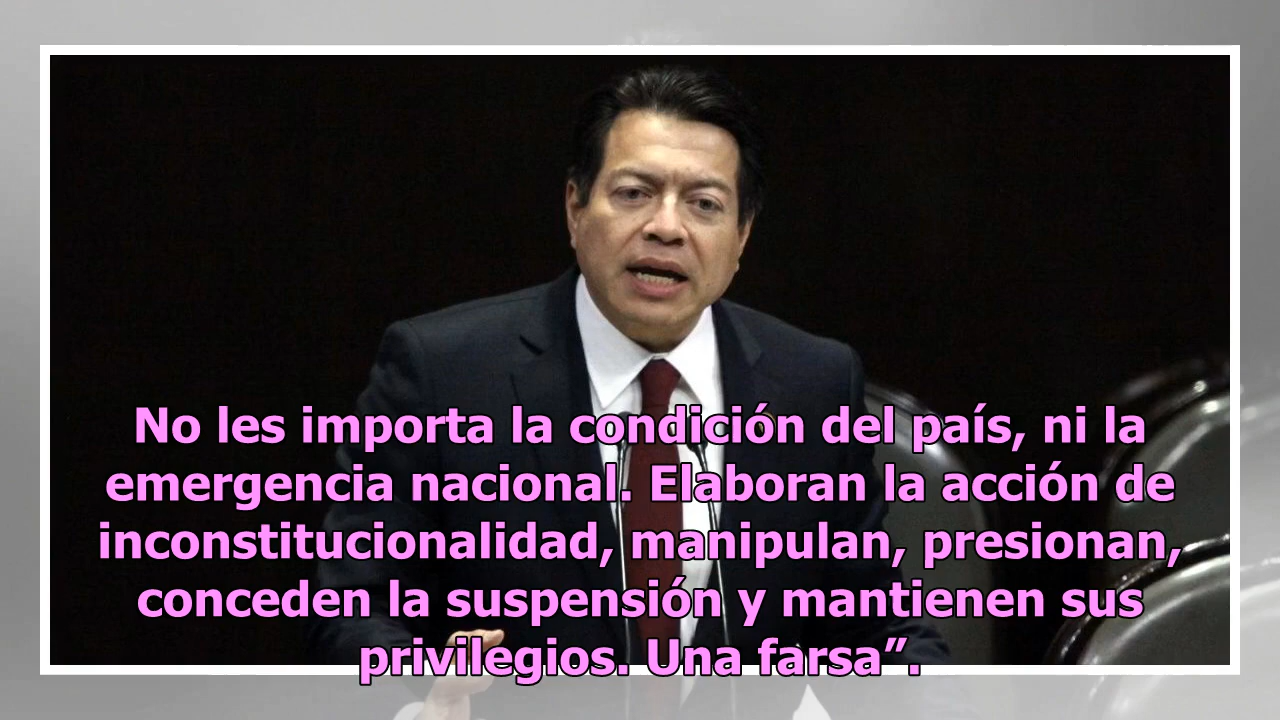 No les importa la condición del país, ni la
emergencia nacional. Elaboran la acción de
inconstitucionalidad, manipulan, presionan,
conceden la suspensión y mantienen sus
privilegios. Una farsa”.